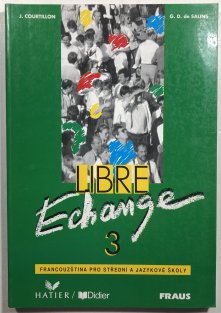 J. COURTILLON G. D. de SALINS
LIBRE
Echange
3
FRANCOUZŠTINA PRO STŘEDNÍ A JAZYKOVÉ ŠKOLY
HATIER / Didier FRAUS